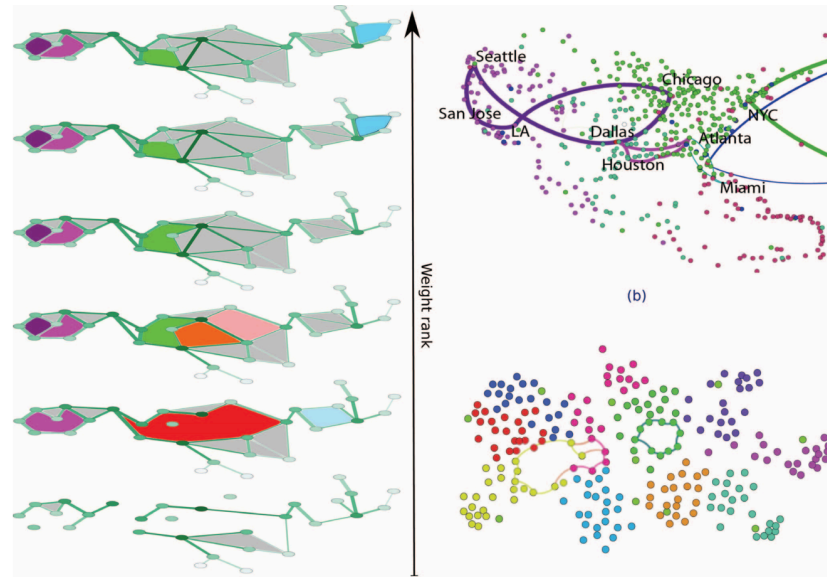 Weight rank
Seattle
Chicago
San Jose
LA
Dallas
NYC
Atlanta
Houston
Miami
(b)